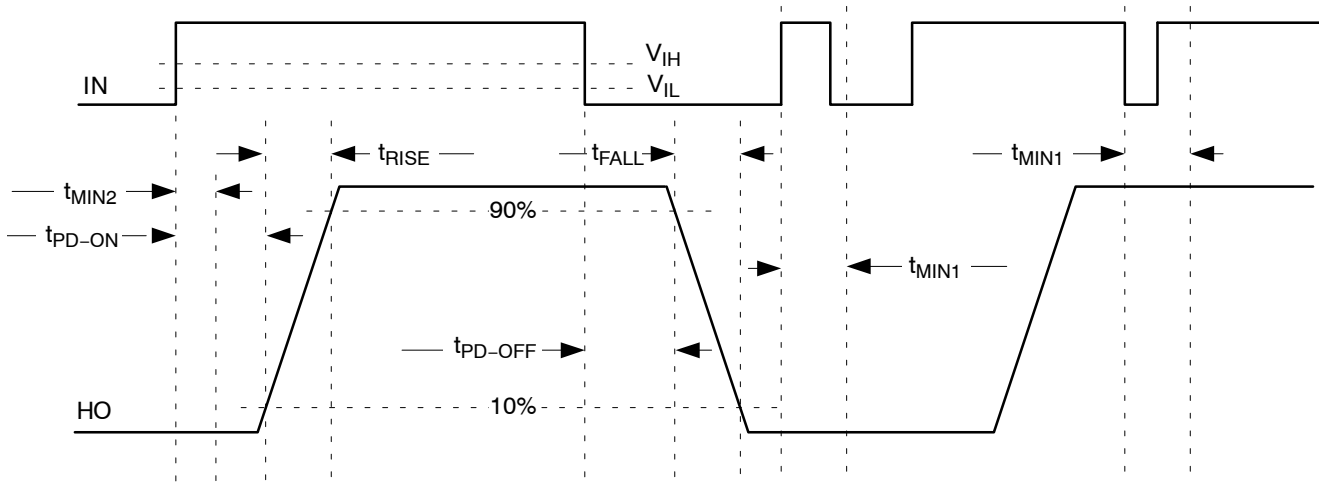 V_IH
IN
V_IL
t_RISE
t_FALL
t_MIN1
t_MIN2
90%
t_PD–ON
t_MIN1
t_PD–OFF
HO
10%